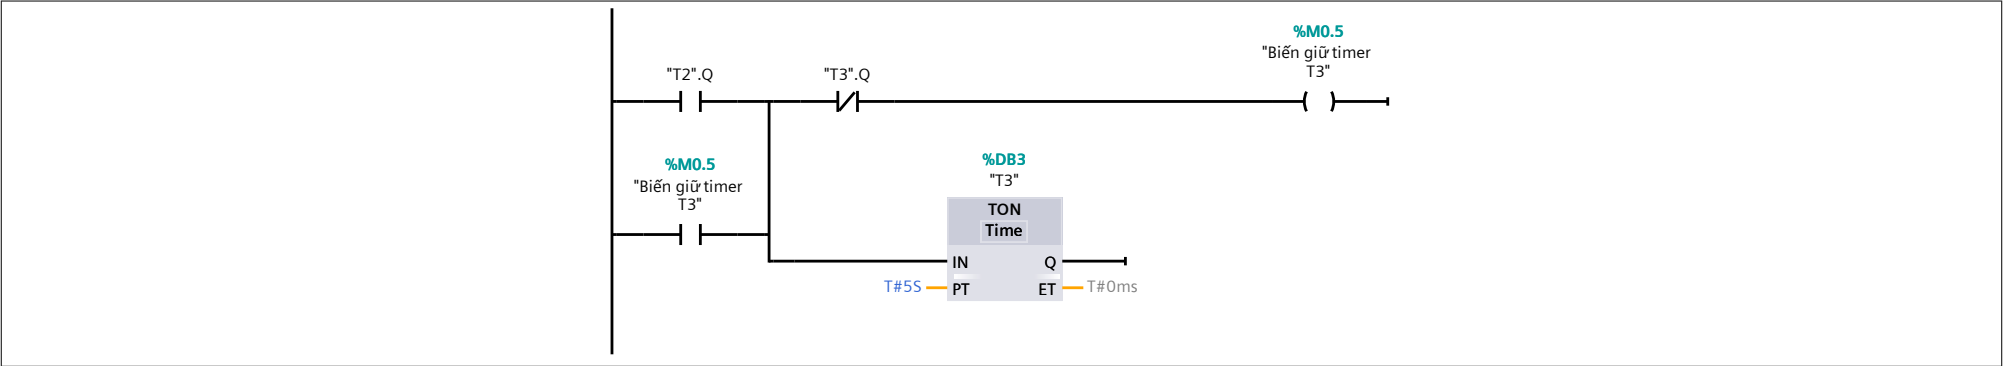 %M0.5
"Biến giữ timer
T3"
"T2".Q
"T3".Q
%M0.5
"Biến giữ timer
T3"
%DB3
"T3"
TON
Time
IN
Q
T#5S
PT
ET
T#0ms